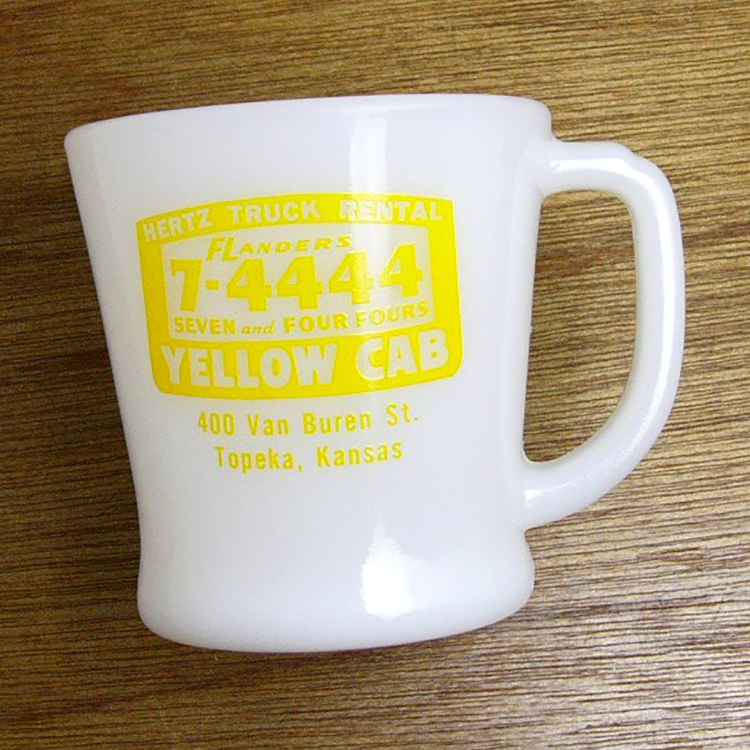 HERTZ TRUCK RENTAL
FLANDERS
7-4444
SEVEN and FOUR FOURS
YELLOW CAB
400 Van Buren St.
Topeka, Kansas